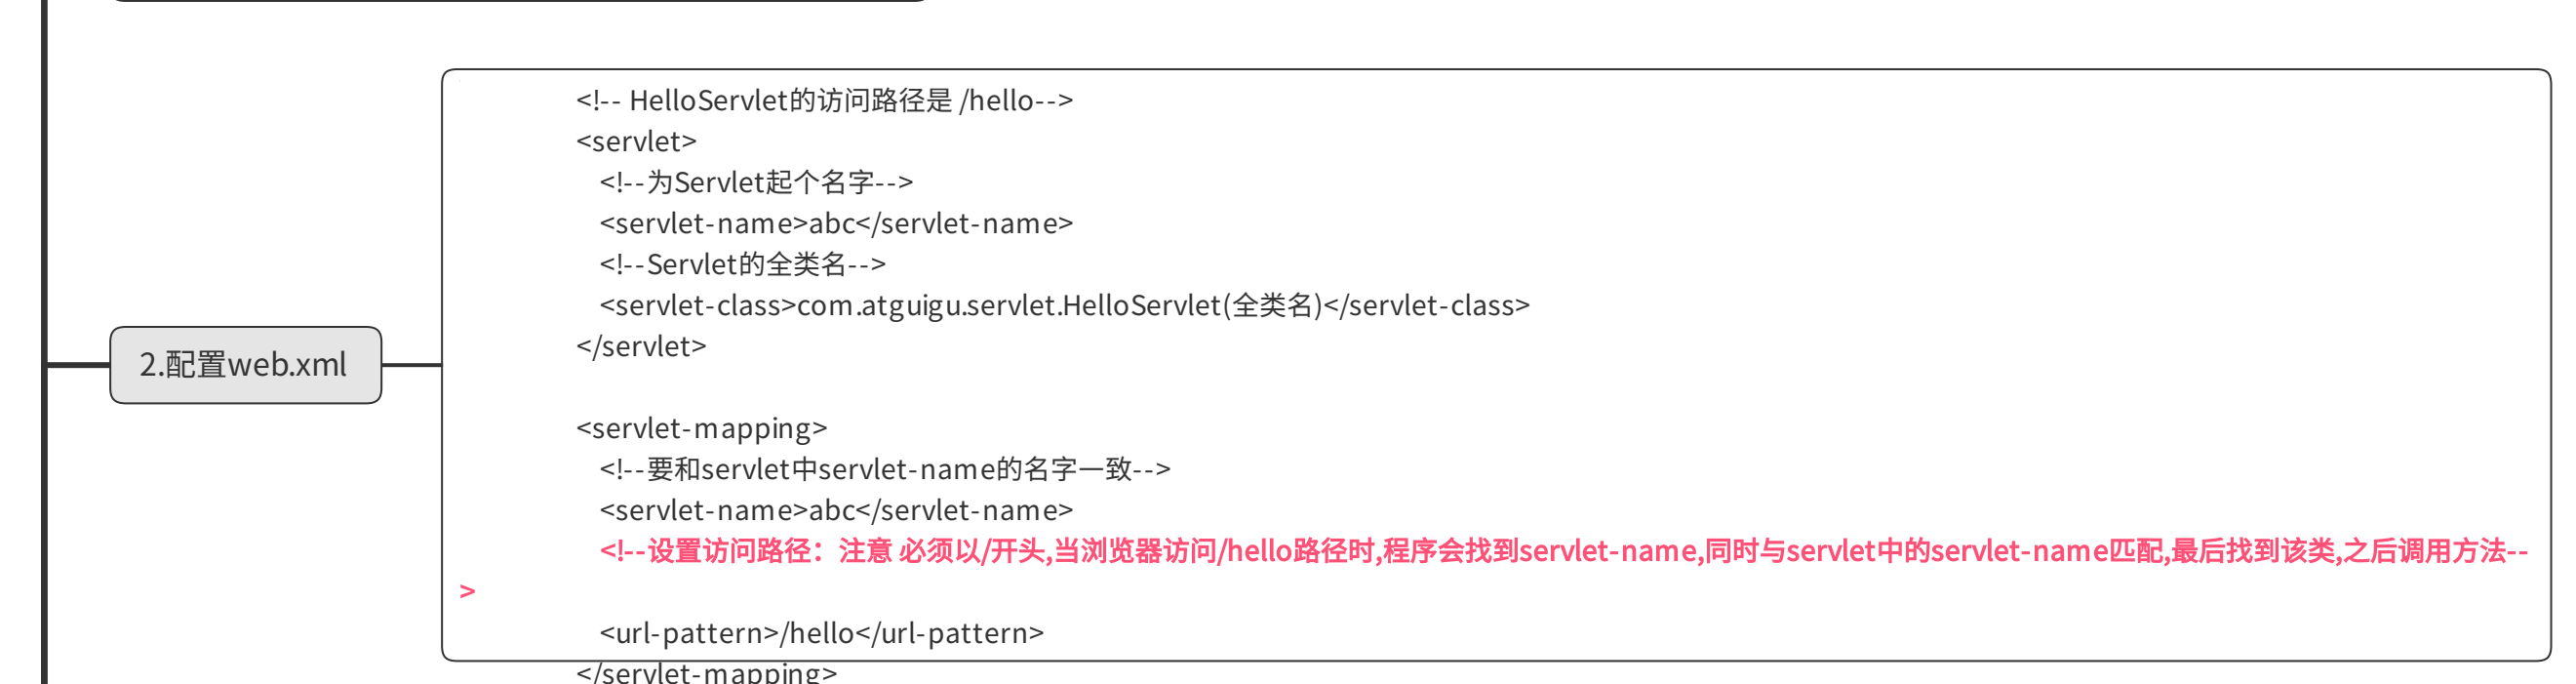 2.配置web.xml
<!-- HelloServlet的访问路径是 /hello-->
<servlet>
<!--为Servlet起个名字-->
<servlet-name>abc</servlet-name>
<!--Servlet的全类名-->
<servlet-class>com.atguigu.servlet.HelloServlet(全类名)</servlet-class>
</servlet>
<servlet-mapping>
<!--要和servlet中servlet-name的名字一致-->
<servlet-name>abc</servlet-name>
<!--设置访问路径：注意 必须以/开头,当浏览器访问/hello路径时,程序会找到servlet-name,同时与servlet中的servlet-name匹配,最后找到该类,之后调用方法--
>
<url-pattern>/hello</url-pattern>
</servlet-mapping>